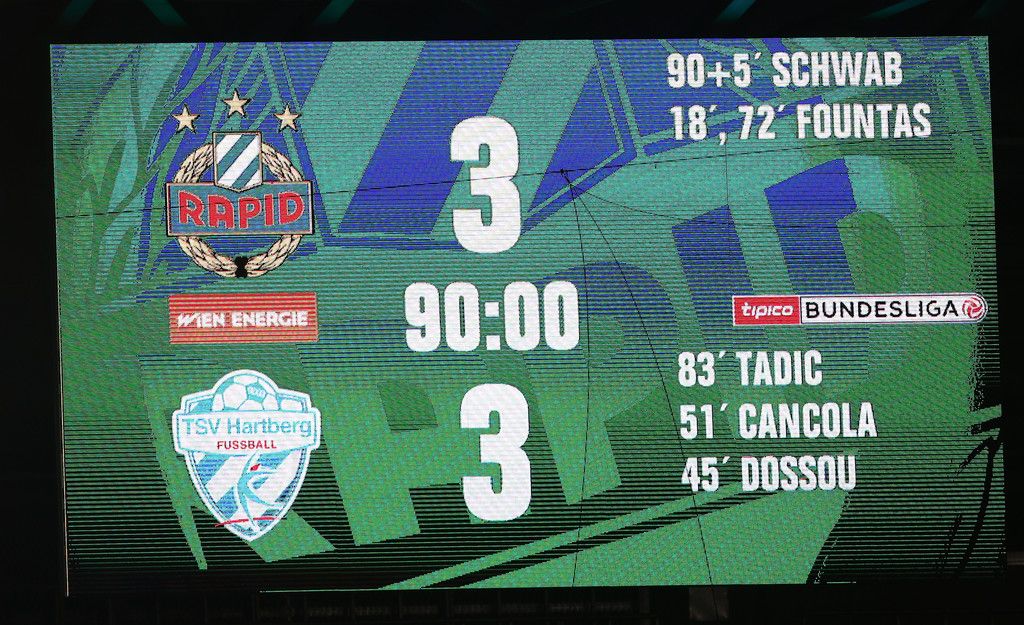 90+5´ SCHWAB
18´, 72´ FOUNTAS
3
RAPID
90:00
WIEN ENERGIE
tipico BUNDESLIGA
83´ TADIC
51´ CANCOLA
45´ DOSSOU
3
TSV Hartberg
FUSSBALL
RAPID